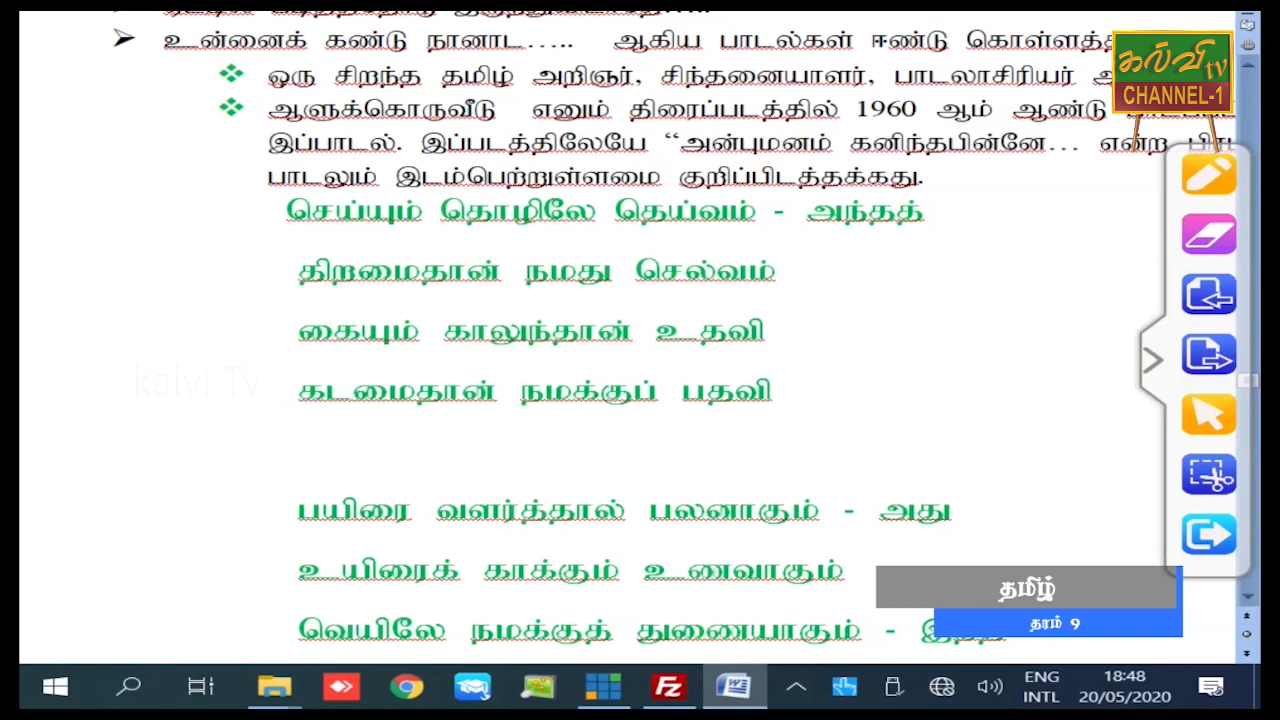 உன்னைக் கண்டு நானாட..... ஆகிய பாடல்கள் ஈண்டு
ஒரு சிறந்த தமிழ் அறிஞர், சிந்தனையாளர், பாடலாசிரியர்
ஆளுக்கொருவீடு எனும் திரைப்படத்தில் 1960 ஆம் ஆண்டு
இப்பாடல். இப்படத்திலேயே “அன்புமனம் கனிந்தபின்னே... என்ற
பாடலும் இடம்பெற்றுள்ளமை குறிப்பிடத்தக்கது.
செய்யும் தொழிலே தெய்வம் - அந்தத்
திறமைதான் நமது செல்வம்
கையும் காலுந்தான் உதவி
கடமைதான் நமக்குப் பதவி
பயிரை வளர்த்தால் பலனாகும் - அது
உயிரைக் காக்கும் உணவாகும்
வெயிலே நமக்குத் துணையாகும் -
கல்வி tv
CHANNEL-1
kalvi Tv
தமிழ்
தரம் 9
ENG
INTL
18:48
20/05/2020